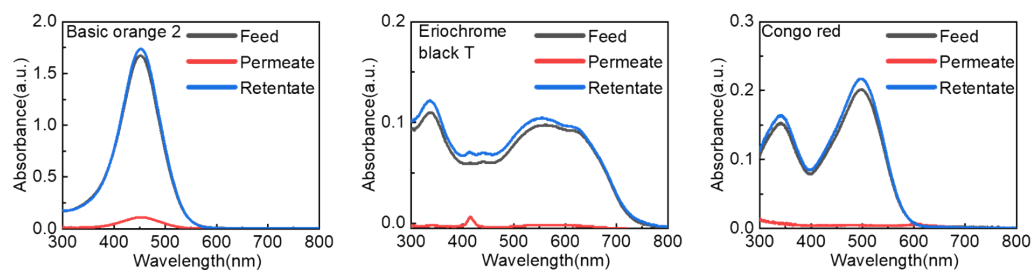 Basic orange 2
Feed
Permeate
Retentate
Absorbance(a.u.)
2.0
1.5
1.0
0.5
0.0
300 400 500 600 700 800
Wavelength(nm)
Eriochrome
black T
Feed
Permeate
Retentate
Absorbance(a.u.)
0.2
0.1
0.0
300 400 500 600 700 800
Wavelength(nm)
Congo red
Feed
Permeate
Retentate
Absorbance(a.u.)
0.3
0.2
0.1
0.0
300 400 500 600 700 800
Wavelength(nm)